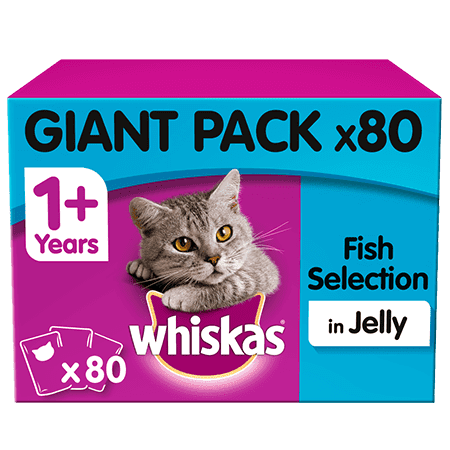 GIANT PACK x80
1+
Years
Fish
Selection
in Jelly
whiskas
x80